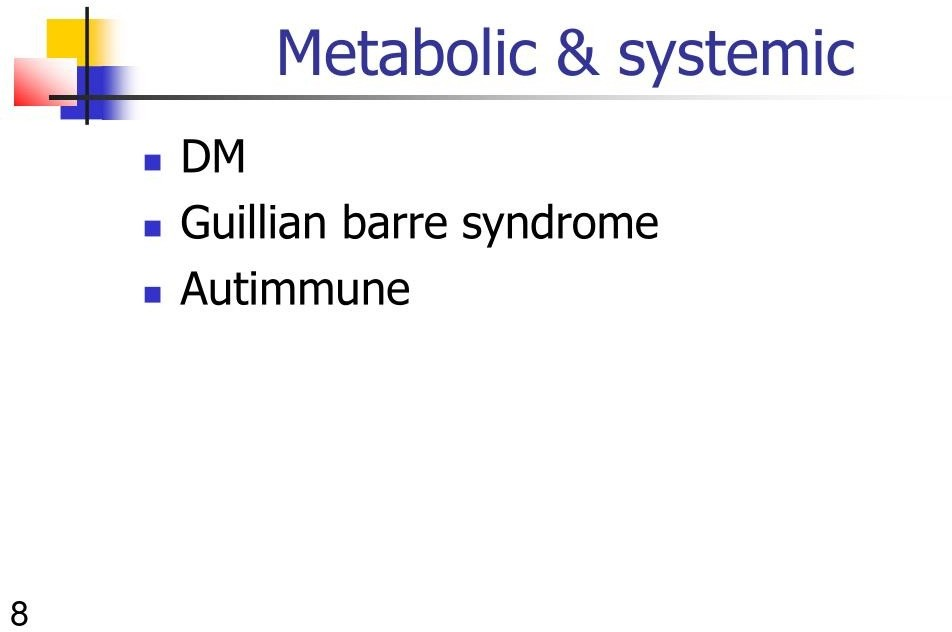 Metabolic & systemic
DM
Guillian barre syndrome
Autimmune
8